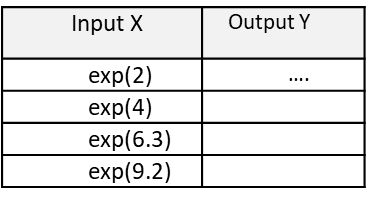 Input X Output Y
exp(2) ....
exp(4)
exp(6.3)
exp(9.2)